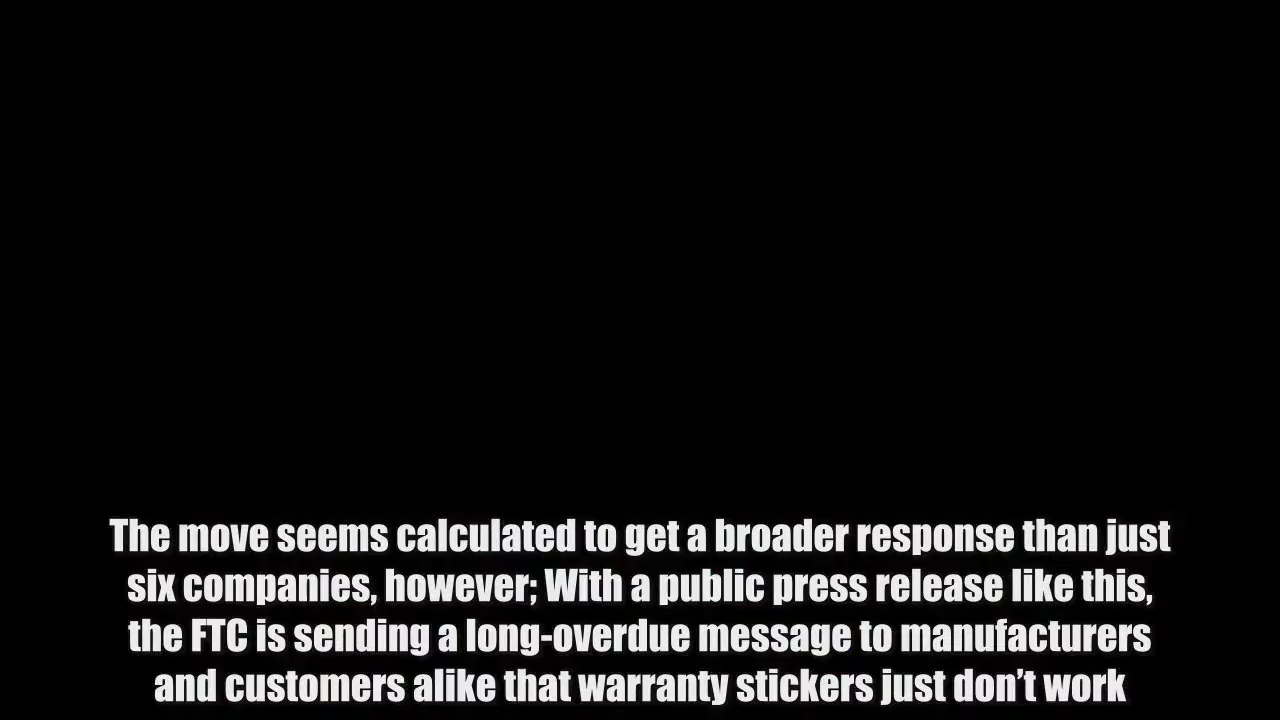 The move seems calculated to get a broader response than just
six companies, however; With a public press release like this,
the FTC is sending a long-overdue message to manufacturers
and customers alike that warranty stickers just don’t work